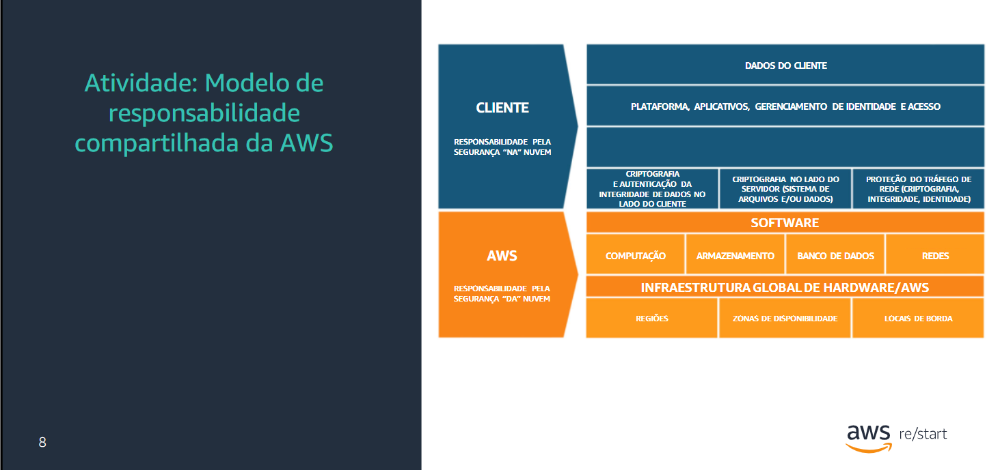 Atividade: Modelo de
responsabilidade
compartilhada da AWS
8
CLIENTE
RESPONSABILIDADE PELA
SEGURANÇA “NA” NUVEM
DADOS DO CLIENTE
PLATAFORMA, APLICATIVOS, GERENCIAMENTO DE IDENTIDADE E ACESSO
CRIPTOGRAFIA
E AUTENTICAÇÃO DA
INTEGRIDADE DE DADOS NO
LADO DO CLIENTE
CRIPTOGRAFIA NO LADO DO
SERVIDOR (SISTEMA DE
ARQUIVOS E/OU DADOS)
PROTEÇÃO DO TRÁFEGO DE
REDE (CRIPTOGRAFIA,
INTEGRIDADE, IDENTIDADE)
AWS
RESPONSABILIDADE PELA
SEGURANÇA “DA” NUVEM
SOFTWARE
COMPUTAÇÃO
ARMAZENAMENTO
BANCO DE DADOS
REDES
INFRAESTRUTURA GLOBAL DE HARDWARE/AWS
REGIÕES
ZONAS DE DISPONIBILIDADE
LOCAIS DE BORDA
aws re/start